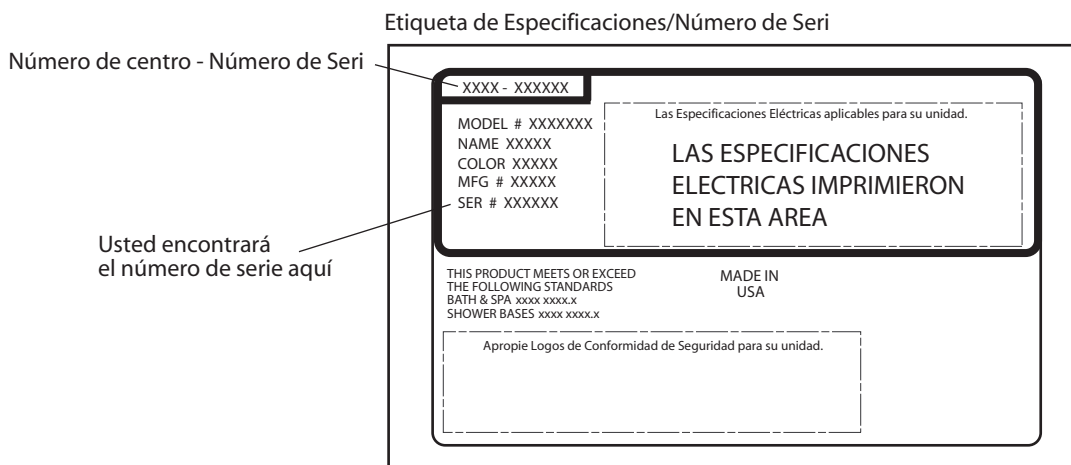 Etiqueta de Especificaciones/Número de Seri
Número de centro - Número de Seri
XXXX - XXXXXX
MODEL # XXXXXXX
NAME XXXXX
COLOR XXXXX
MFG # XXXXX
SER # XXXXXX
Las Especificaciones Eléctricas aplicables para su unidad.
LAS ESPECIFICACIONES
ELECTRICAS IMPRIMIERON
EN ESTA AREA
Usted encontrará
el número de serie aquí
THIS PRODUCT MEETS OR EXCEED
THE FOLLOWING STANDARDS
BATH & SPA xxxx xxxx.x
SHOWER BASES xxxx xxxx.x
MADE IN
USA
Apropie Logos de Conformidad de Seguridad para su unidad.